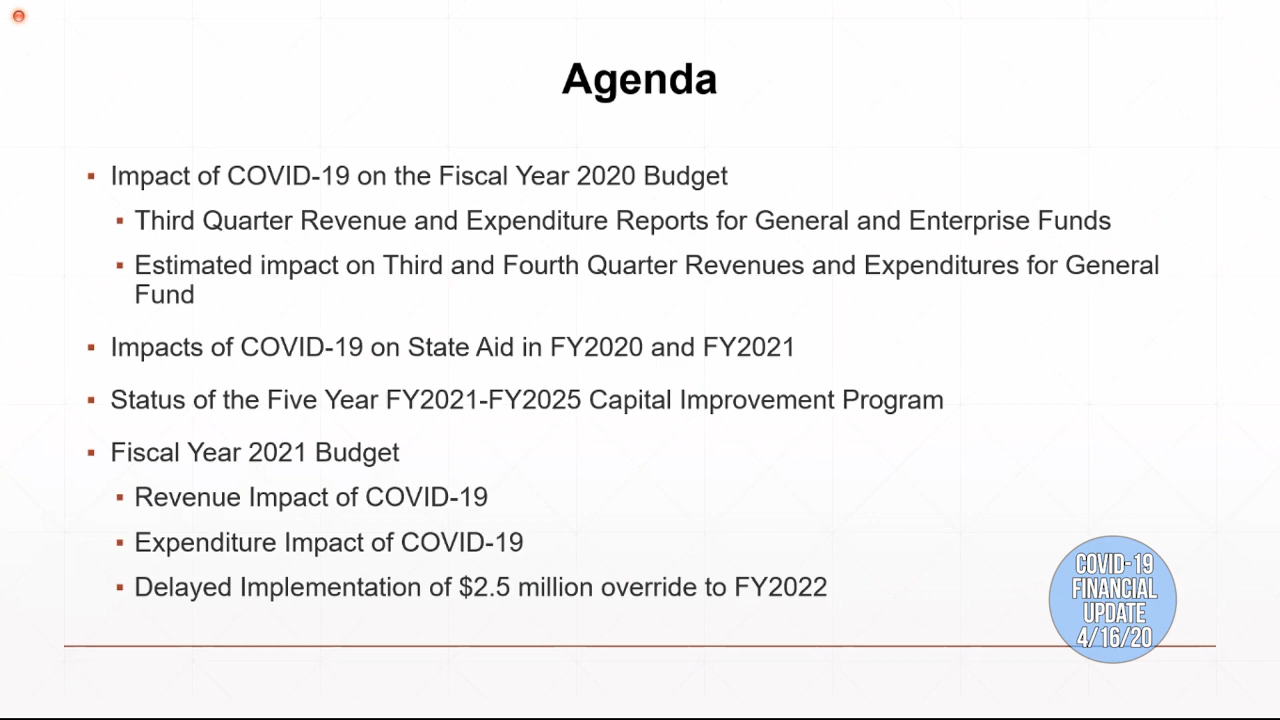 Agenda
Impact of COVID-19 on the Fiscal Year 2020 Budget
Third Quarter Revenue and Expenditure Reports for General and Enterprise Funds
Estimated impact on Third and Fourth Quarter Revenues and Expenditures for General
Fund
Impacts of COVID-19 on State Aid in FY2020 and FY2021
Status of the Five Year FY2021-FY2025 Capital Improvement Program
Fiscal Year 2021 Budget
Revenue Impact of COVID-19
Expenditure Impact of COVID-19
Delayed Implementation of $2.5 million override to FY2022
COVID-19
FINANCIAL
UPDATE
4/16/20